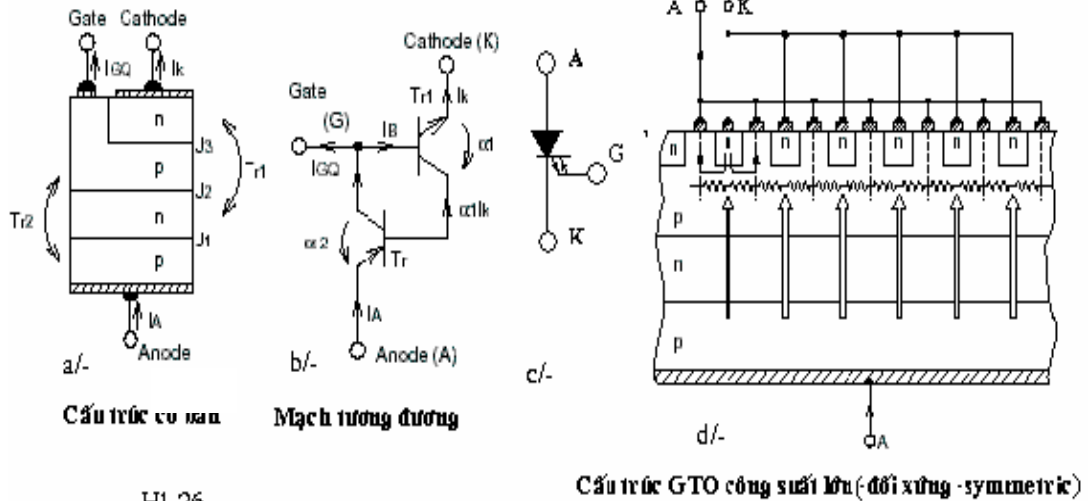 Gate Cathode
IGQ Ik
n
J3
p
J2
n
J1
p
Tr1
Tr2
IA
Anode
a/-
Cấu trúc cơ bản
Cathode (K)
Tr1 Ik
Gate
(G)
IB
IGQ
α1
α1Ik
α2
Tr
IA
Anode (A)
b/-
Mạch tương đương
A
G
K
c/-
A K
n n n n n n
p
n
p
A
d/-
Cấu trúc GTO công suất lớn (-đối xứng -symmetric)
H1.26